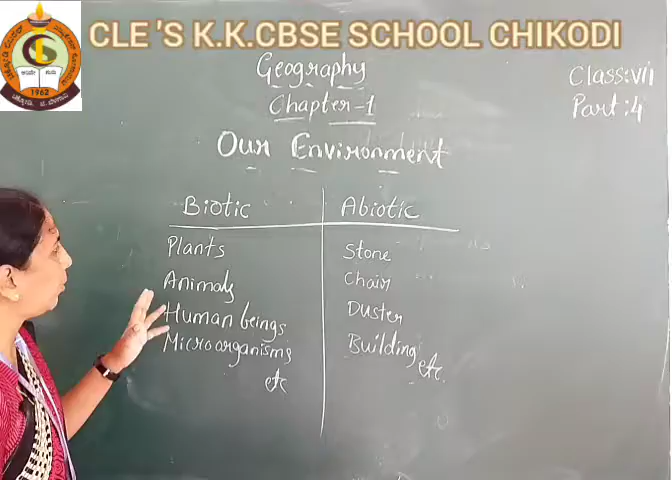 CLE 'S K.K.CBSE SCHOOL CHIKODI
1962
Geography
Class:vii
Chapter-1
Part:4
Our Environment
Biotic Abiotic
Plants Stone
Animals Chair
Human beings Duster
Microorganisms Building
etc etc.